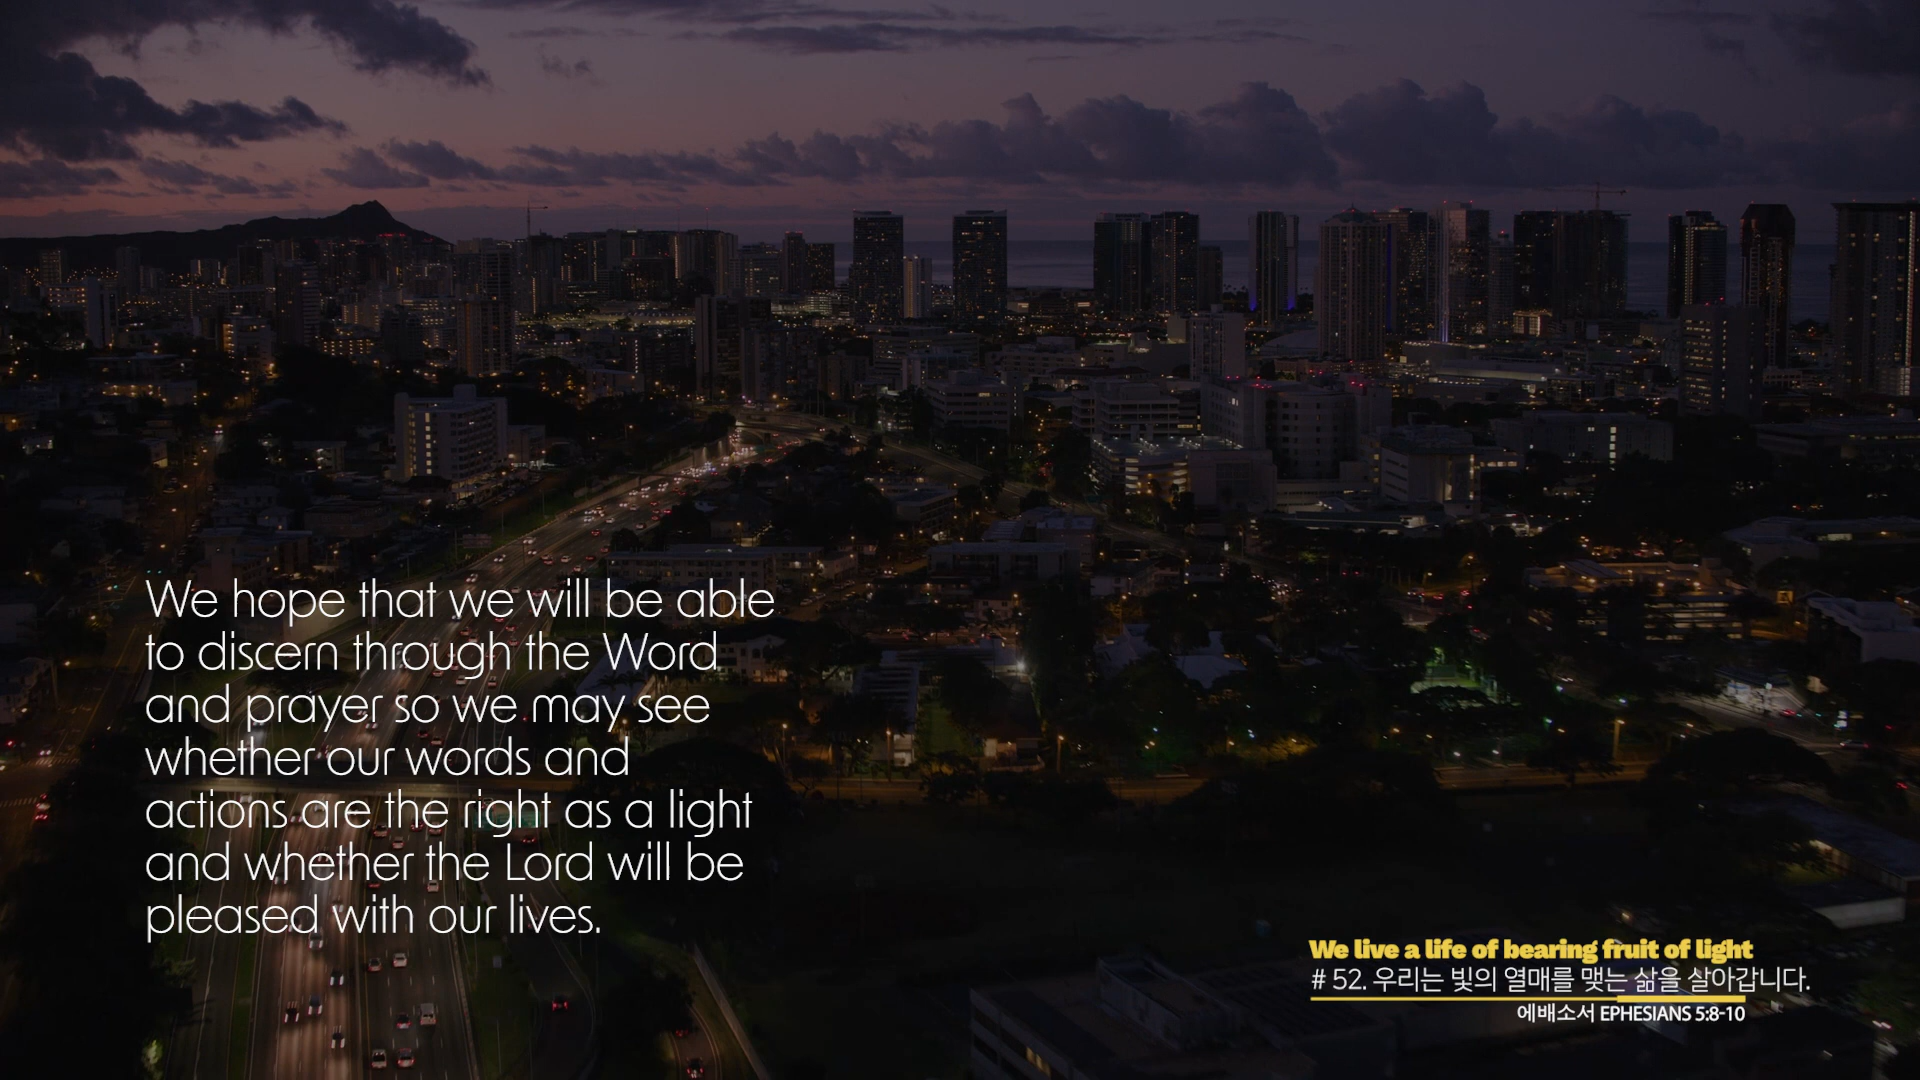 We hope that we will be able
to discern through the Word
and prayer so we may see
whether our words and
actions are the right as a light
and whether the Lord will be
pleased with our lives.
We live a life of bearing fruit of light
# 52. 우리는 빛의 열매를 맺는 삶을 살아갑니다.
에배소서 EPHESIANS 5:8-10